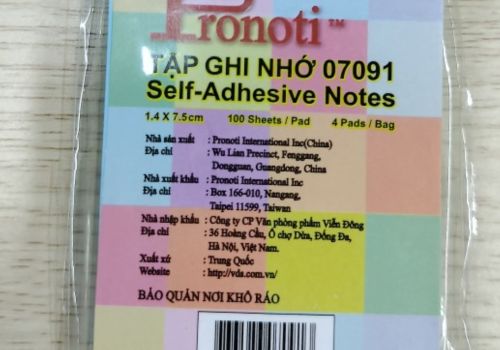 Pronoti™
TẬP GHI NHỚ 07091
Self-Adhesive Notes
1.4 X 7.5cm 100 Sheets / Pad 4 Pads / Bag
Nhà sản xuất : Pronoti International Inc(China)
Địa chỉ : Wu Lian Precinct, Fenggang,
Dongguan, Guangdong, China
Nhà xuất khẩu : Pronoti International Inc
Địa chỉ : Box 166-010, Nangang,
Taipei 11599, Taiwan
Nhà nhập khẩu : Công ty CP Văn phòng phẩm Viễn Đông
Địa chỉ : 36 Hoàng Cầu, Ô chợ Dừa, Đống Đa,
Hà Nội, Việt Nam.
Xuất xứ : Trung Quốc
Website : http://vds.com.vn/
BẢO QUẢN NƠI KHÔ RÁO